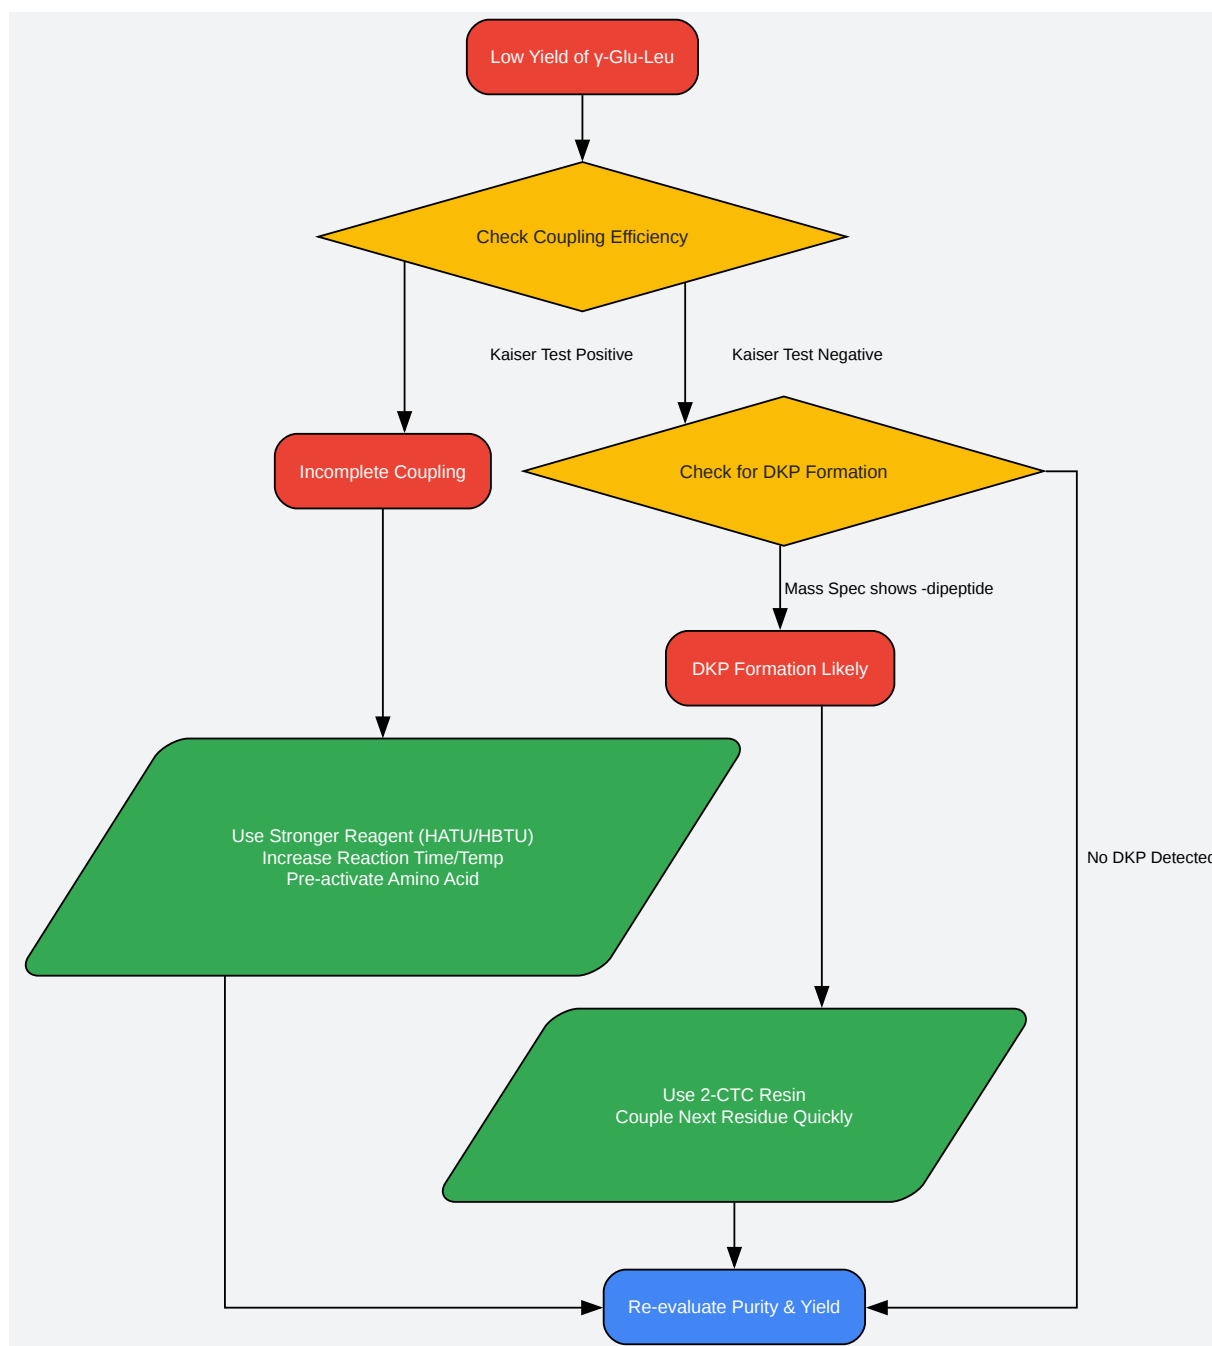 Low Yield of γ-Glu-Leu
Check Coupling Efficiency
Kaiser Test Positive
Kaiser Test Negative
Incomplete Coupling
Check for DKP Formation
Mass Spec shows -dipeptide
DKP Formation Likely
Use Stronger Reagent (HATU/HBTU)
Increase Reaction Time/Temp
Pre-activate Amino Acid
No DKP Detected
Use 2-CTC Resin
Couple Next Residue Quickly
Re-evaluate Purity & Yield